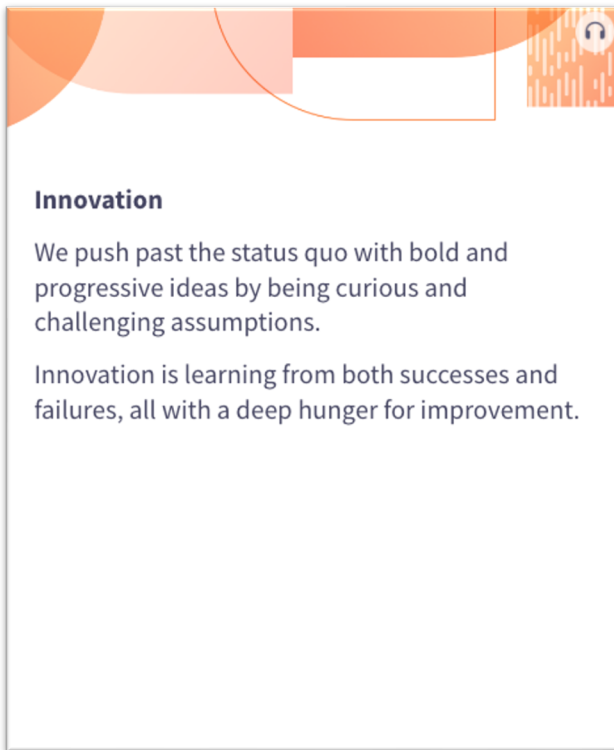 Innovation
We push past the status quo with bold and
progressive ideas by being curious and
challenging assumptions.
Innovation is learning from both successes and
failures, all with a deep hunger for improvement.